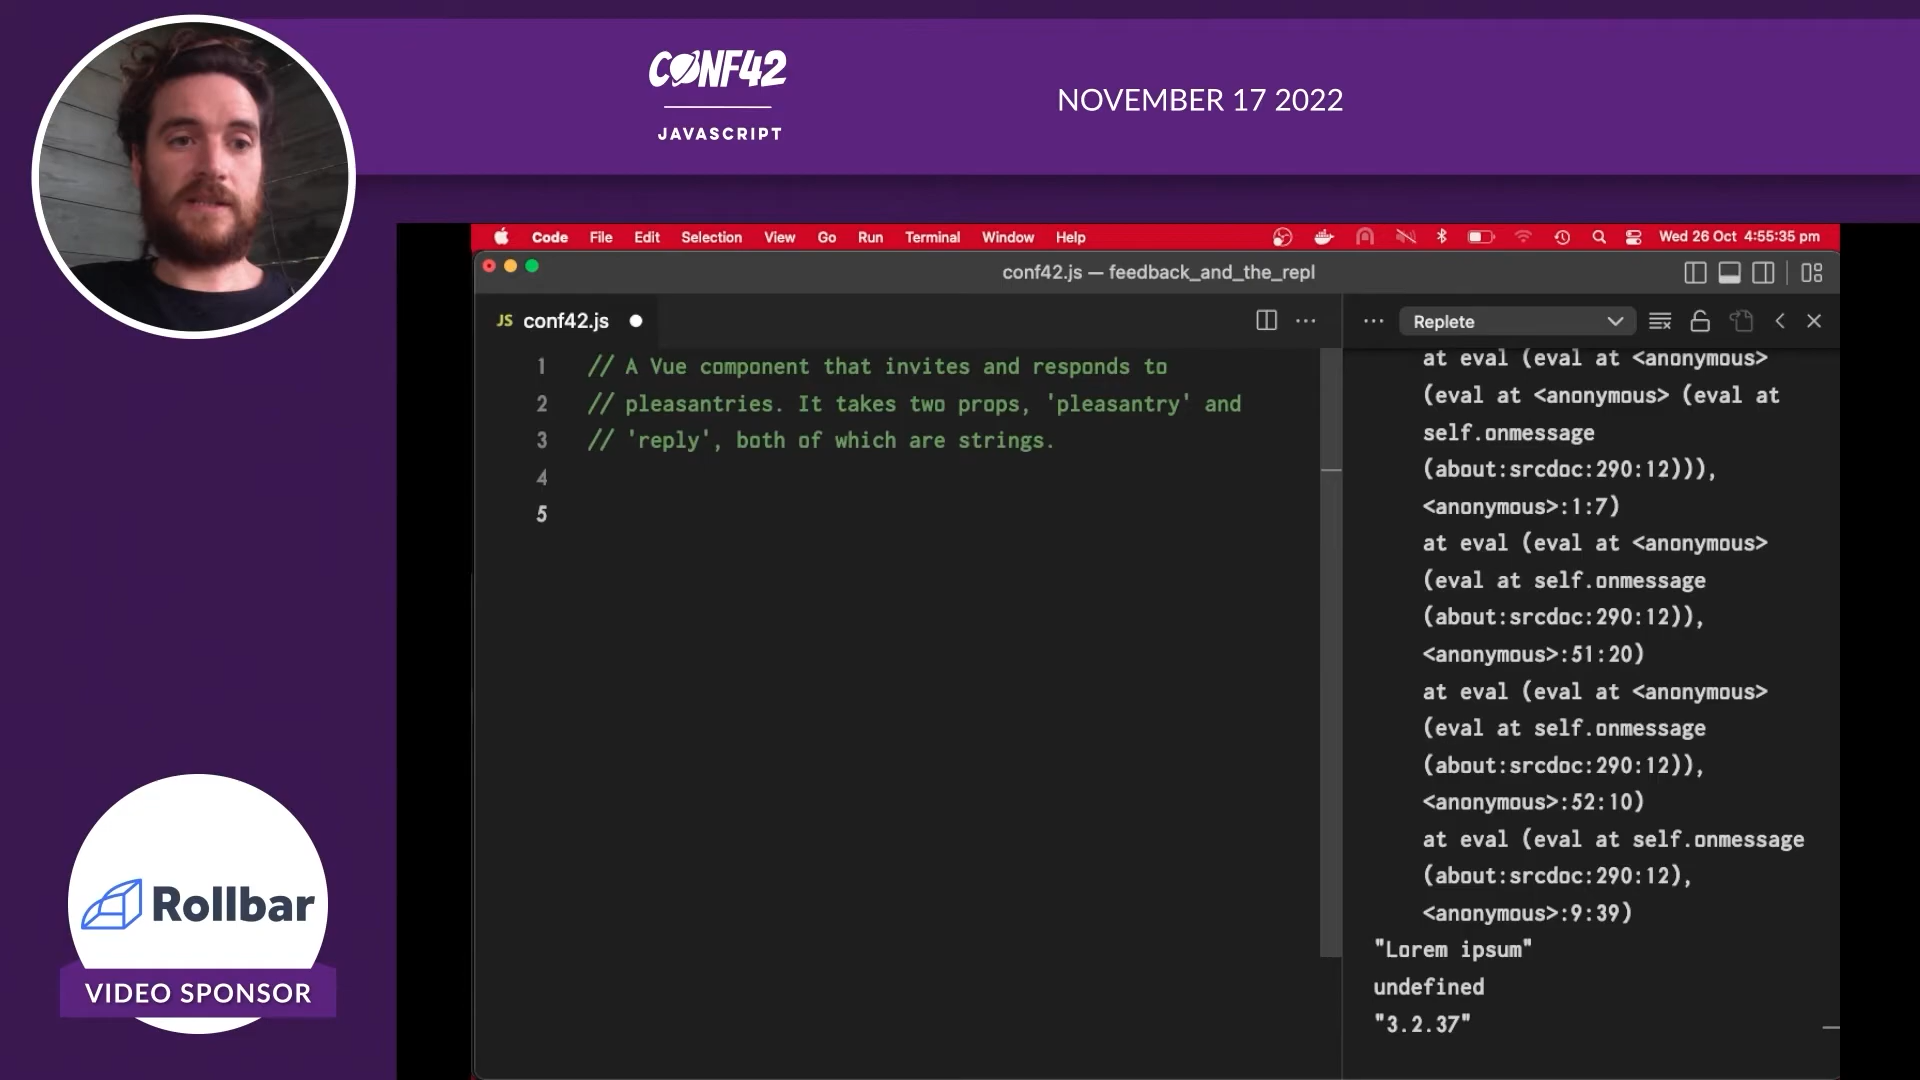 CONF42
JAVASCRIPT
NOVEMBER 17 2022
Code File Edit Selection View Go Run Terminal Window Help
Wed 26 Oct 4:55:35 pm
conf42.js — feedback_and_the_repl
JS conf42.js
1 // A Vue component that invites and responds to
2 // pleasantries. It takes two props, 'pleasantry' and
3 // 'reply', both of which are strings.
4
5
Replete
at eval (eval at <anonymous>
(eval at <anonymous> (eval at
self.onmessage
(about:srcdoc:290:12))),
<anonymous>:1:7)
at eval (eval at <anonymous>
(eval at self.onmessage
(about:srcdoc:290:12)),
<anonymous>:51:20)
at eval (eval at <anonymous>
(eval at self.onmessage
(about:srcdoc:290:12)),
<anonymous>:52:10)
at eval (eval at self.onmessage
(about:srcdoc:290:12),
<anonymous>:9:39)
"Lorem ipsum"
undefined
"3.2.37"
Rollbar
VIDEO SPONSOR